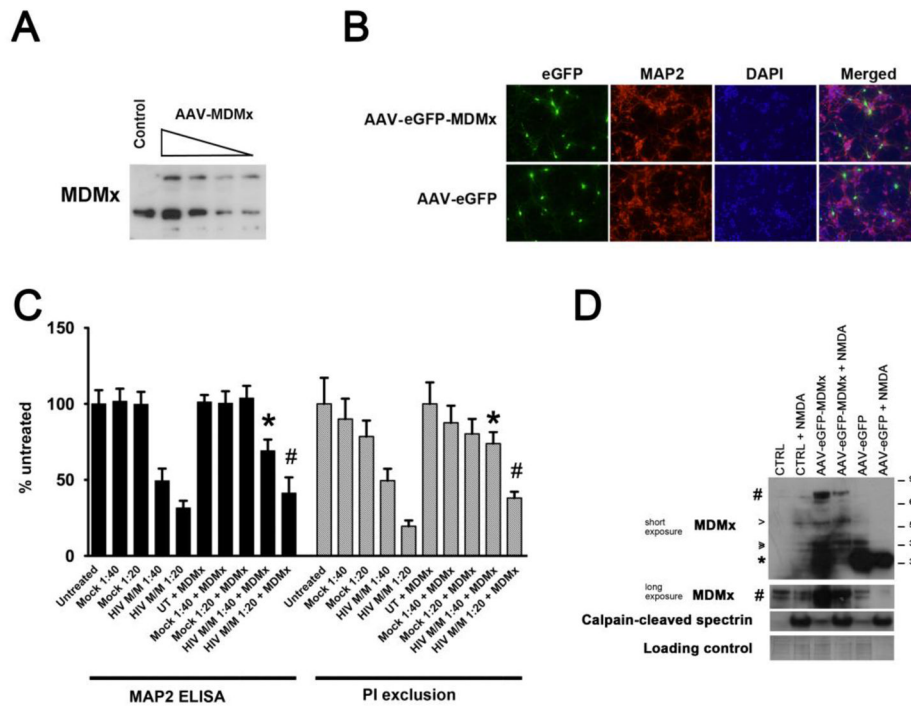 A
Control
AAV-MDMx
MDMx
B
eGFP MAP2 DAPI Merged
AAV-eGFP-MDMx
AAV-eGFP
C
% untreated
150
100
50
0
*
#
*
#
Untreated
Mock 1:40
Mock 1:20
HIV M/M 1:40
HIV M/M 1:20
UT + MDMx
Mock 1:40 + MDMx
Mock 1:20 + MDMx
HIV M/M 1:40 + MDMx
HIV M/M 1:20 + MDMx
Untreated
Mock 1:40
Mock 1:20
HIV M/M 1:40
HIV M/M 1:20
UT + MDMx
Mock 1:40 + MDMx
Mock 1:20 + MDMx
HIV M/M 1:40 + MDMx
HIV M/M 1:20 + MDMx
MAP2 ELISA
PI exclusion
D
CTRL
CTRL + NMDA
AAV-eGFP-MDMx
AAV-eGFP-MDMx + NMDA
AAV-eGFP
AAV-eGFP + NMDA
#
>
*
short exposure MDMx
long exposure MDMx #
Calpain-cleaved spectrin
Loading control